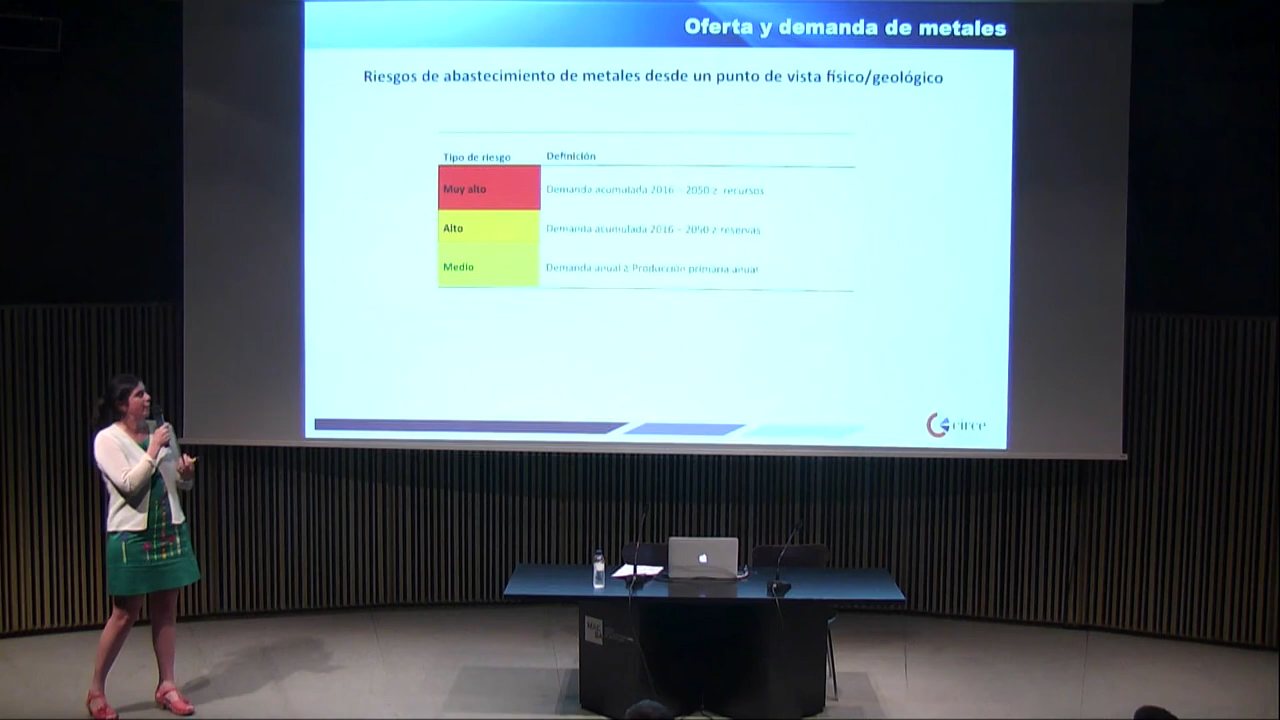 Oferta y demanda de metales
Riesgos de abastecimiento de metales desde un punto de vista físico/geológico
Tipo de riesgo Definición
Muy alto Demanda acumulada 2016 – 2050 ≥ recursos
Alto Demanda acumulada 2016 – 2050 ≥ reservas
Medio Demanda anual ≥ Producción primaria anual
circe